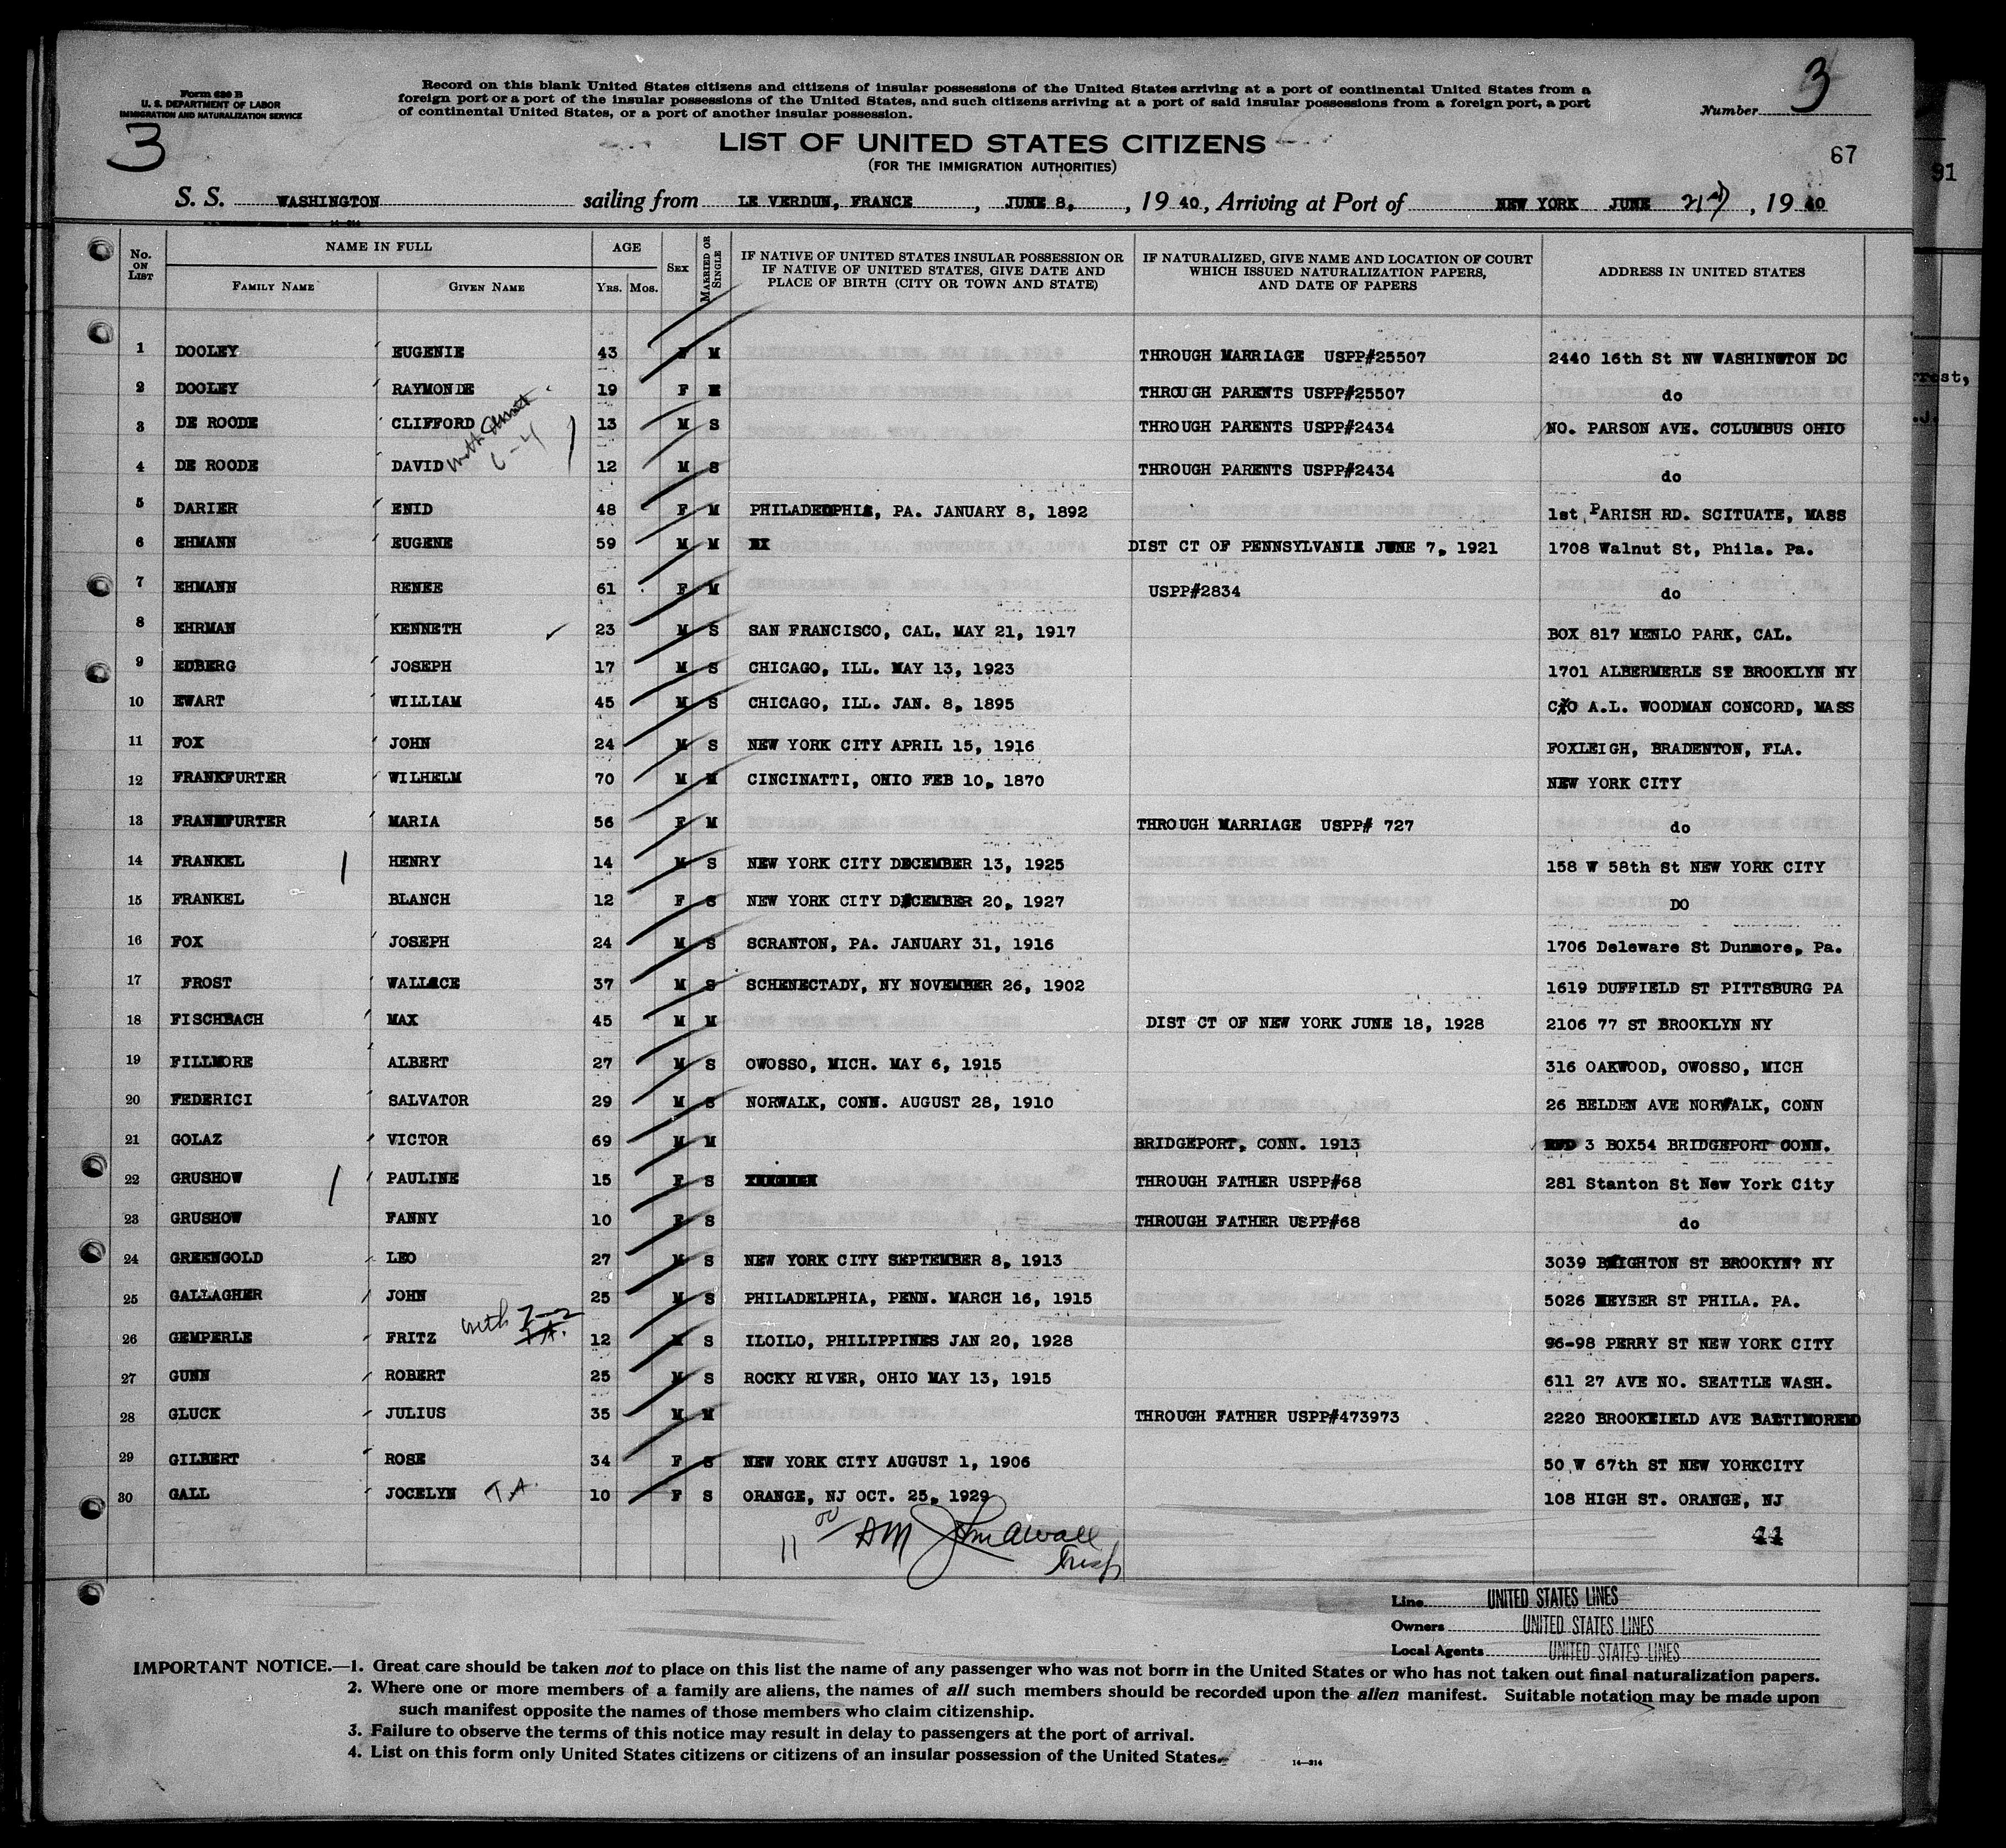 Form 630 B
U. S. DEPARTMENT OF LABOR
IMMIGRATION AND NATURALIZATION SERVICE
3
Record on this blank United States citizens and citizens of insular possessions of the United States arriving at a port of continental United States from a
foreign port or a port of the insular possessions of the United States, and such citizens arriving at a port of said insular possessions from a foreign port, a port
of continental United States, or a port of another insular possession.
Number 3
LIST OF UNITED STATES CITIZENS
(FOR THE IMMIGRATION AUTHORITIES)
67
91
S. S. WASHINGTON sailing from LE VERDUN, FRANCE, JUNE 8, 19 40, Arriving at Port of NEW YORK JUNE 21, 19 40
No. ON LIST NAME IN FULL FAMILY NAME GIVEN NAME AGE YRS. MOS. SEX MARRIED OR SINGLE IF NATIVE OF UNITED STATES INSULAR POSSESSION OR IF NATIVE OF UNITED STATES, GIVE DATE AND PLACE OF BIRTH (CITY OR TOWN AND STATE) IF NATURALIZED, GIVE NAME AND LOCATION OF COURT WHICH ISSUED NATURALIZATION PAPERS, AND DATE OF PAPERS ADDRESS IN UNITED STATES
1 DOOLEY EUGENIE 43 F M THROUGH MARRIAGE USPP#25507 2440 16th St NW WASHINGTON DC
2 DOOLEY RAYMONDE 19 F THROUGH PARENTS USPP#25507 do
3 DE ROODE CLIFFORD 13 M S THROUGH PARENTS USPP#2434 NO. PARSON AVE. COLUMBUS OHIO
4 DE ROODE DAVID 12 M S THROUGH PARENTS USPP#2434 do
5 DARIER ENID 48 F M PHILADEOPHIA, PA. JANUARY 8, 1892 1st PARISH RD. SCITUATE, MASS
6 EHMANN EUGENE 59 M M DIST CT OF PENNSYLVANIA JUNE 7, 1921 1708 Walnut St, Phila. Pa.
7 EHMANN RENEE 61 F M USPP#2834 do
8 EHRMAN KENNETH 23 M S SAN FRANCISCO, CAL. MAY 21, 1917 BOX 817 MENLO PARK, CAL.
9 EDBERG JOSEPH 17 M S CHICAGO, ILL. MAY 13, 1923 1701 ALBERMERLE ST BROOKLYN NY
10 EWART WILLIAM 45 M S CHICAGO, ILL. JAN. 8, 1895 C/O A.L. WOODMAN CONCORD, MASS
11 FOX JOHN 24 M S NEW YORK CITY APRIL 15, 1916 FOXLEIGH, BRADENTON, FLA.
12 FRANKFURTER WILHELM 70 M M CINCINATTI, OHIO FEB 10, 1870 NEW YORK CITY
13 FRANKFURTER MARIA 56 F M THROUGH MARRIAGE USPP# 727 do
14 FRANKEL HENRY 14 M S NEW YORK CITY DECEMBER 13, 1925 158 W 58th St NEW YORK CITY
15 FRANKEL BLANCH 12 F S NEW YORK CITY DECEMBER 20, 1927 DO
16 FOX JOSEPH 24 M S SCRANTON, PA. JANUARY 31, 1916 1706 Deleware St Dunmore, Pa.
17 FROST WALLACE 37 M S SCHENECTADY, NY NOVEMBER 26, 1902 1619 DUFFIELD ST PITTSBURG PA
18 FISCHBACH MAX 45 M M DIST CT OF NEW YORK JUNE 18, 1928 2106 77 ST BROOKLYN NY
19 FILLMORE ALBERT 27 M S OWOSSO, MICH. MAY 6, 1915 316 OAKWOOD, OWOSSO, MICH
20 FEDERICI SALVATOR 29 M S NORWALK, CONN. AUGUST 28, 1910 26 BELDEN AVE NORWALK, CONN
21 GOLAZ VICTOR 69 M M BRIDGEPORT, CONN. 1913 RFD 3 BOX54 BRIDGEPORT CONN.
22 GRUSHOW PAULINE 15 F S THROUGH FATHER USPP#68 281 Stanton St New York City
23 GRUSHOW FANNY 10 F S THROUGH FATHER USPP#68 do
24 GREENGOLD LEO 27 M S NEW YORK CITY SEPTEMBER 8, 1913 3039 BRIGHTON ST BROOKYN? NY
25 GALLAGHER JOHN 25 M S PHILADELPHIA, PENN. MARCH 16, 1915 5026 KEYSER ST PHILA. PA.
26 GEMPERLE FRITZ with 7-2 T.A. 12 M S ILOILO, PHILIPPINES JAN 20, 1928 96-98 PERRY ST NEW YORK CITY
27 GUNN ROBERT 25 M S ROCKY RIVER, OHIO MAY 13, 1915 611 27 AVE NO. SEATTLE WASH.
28 GLUCK JULIUS 35 M M THROUGH FATHER USPP#473973 2220 BROOKFIELD AVE BALTIMOREMD
29 GILBERT ROSE 34 F S NEW YORK CITY AUGUST 1, 1906 50 W 67th ST NEW YORKCITY
30 GALL JOCELYN T.A. 10 F S ORANGE, NJ OCT. 25, 1929 108 HIGH ST. ORANGE, NJ
11 00 AM
Line UNITED STATES LINES
Owners UNITED STATES LINES
Local Agents UNITED STATES LINES
IMPORTANT NOTICE.—1. Great care should be taken not to place on this list the name of any passenger who was not born in the United States or who has not taken out final naturalization papers.
2. Where one or more members of a family are aliens, the names of all such members should be recorded upon the alien manifest. Suitable notation may be made upon
such manifest opposite the names of those members who claim citizenship.
3. Failure to observe the terms of this notice may result in delay to passengers at the port of arrival.
4. List on this form only United States citizens or citizens of an insular possession of the United States.
14—314